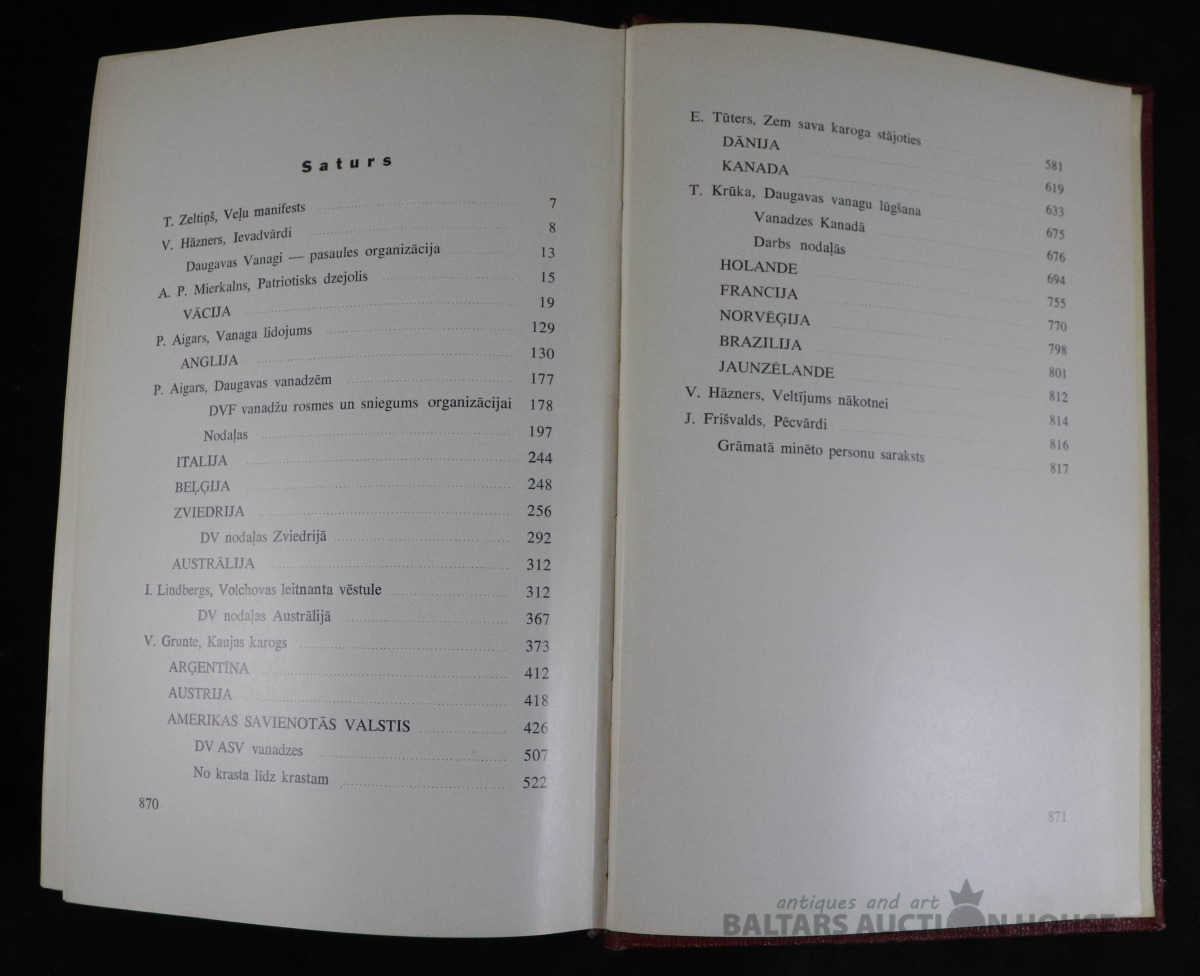 Saturs
T. Zeltiņš, Veļu manifests 7
V. Hāzners, Ievadvārdi 8
Daugavas Vanagi — pasaules organizācija 13
A. P. Mierkalns, Patriotisks dzejolis 15
VĀCIJA 19
P. Aigars, Vanaga lidojums 129
ANGLIJA 130
P. Aigars, Daugavas vanadzēm 177
DVF vanadžu rosmes un sniegums organizācijai 178
Nodaļas 197
ITALIJA 244
BEĻĢIJA 248
ZVIEDRIJA 256
DV nodaļas Zviedrijā 292
AUSTRĀLIJA 312
I. Lindbergs, Volchovas leitnanta vēstule 312
DV nodaļas Austrālijā 367
V. Grunte, Kaujas karogs 373
ARĢENTĪNA 412
AUSTRIJA 418
AMERIKAS SAVIENOTĀS VALSTIS 426
DV ASV vanadzes 507
No krasta līdz krastam 522
870
E. Tūters, Zem sava karoga stājoties 581
DĀNIJA 619
KANADA 633
T. Krūka, Daugavas vanagu lūgšana 675
Vanadzes Kanadā 676
Darbs nodaļās 694
HOLANDE 755
FRANCIJA 770
NORVĒĢIJA 798
BRAZILIJA 801
JAUNZĒLANDE 812
V. Hāzners, Veltījums nākotnei 814
J. Frišvalds, Pēcvārdi 816
Grāmatā minēto personu saraksts 817
871
antiques and art
BALTARS AUCTION HOUSE